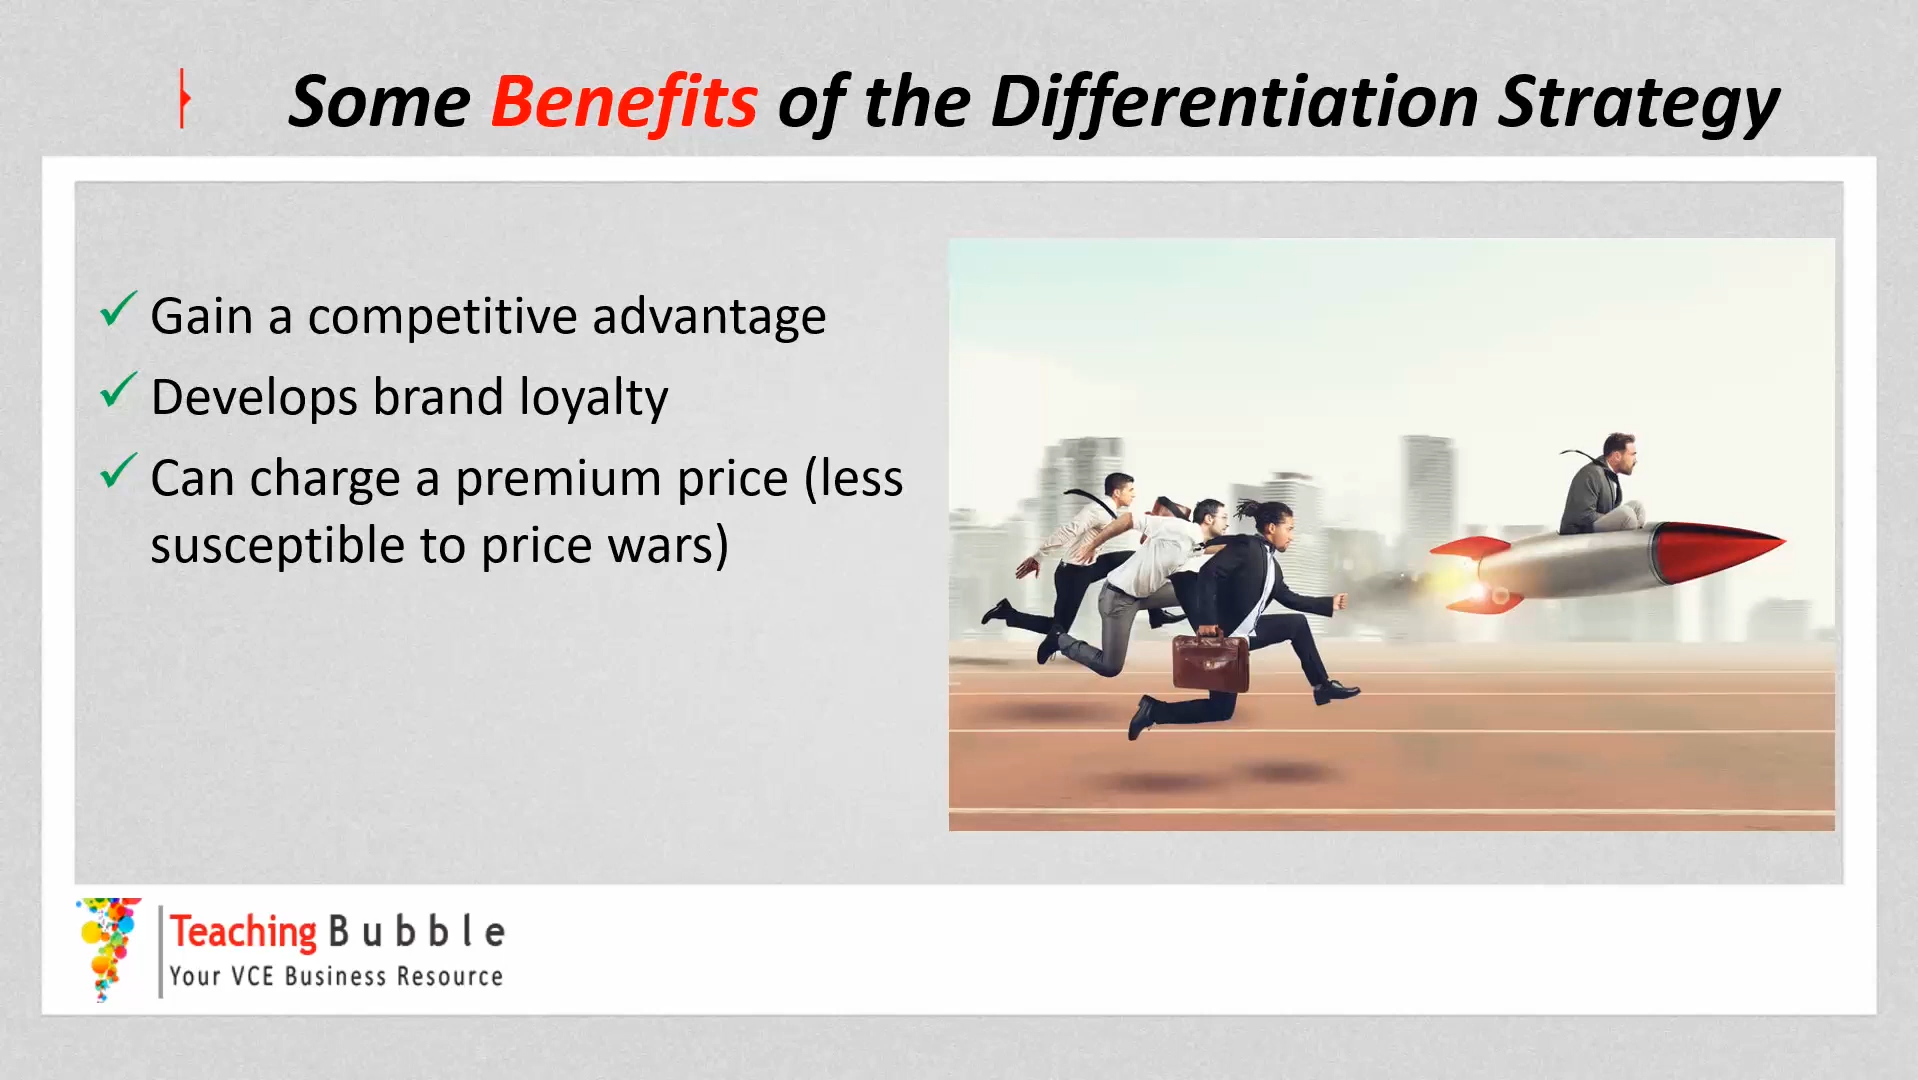 Some Benefits of the Differentiation Strategy
Gain a competitive advantage
Develops brand loyalty
Can charge a premium price (less
susceptible to price wars)
Teaching Bubble
Your VCE Business Resource